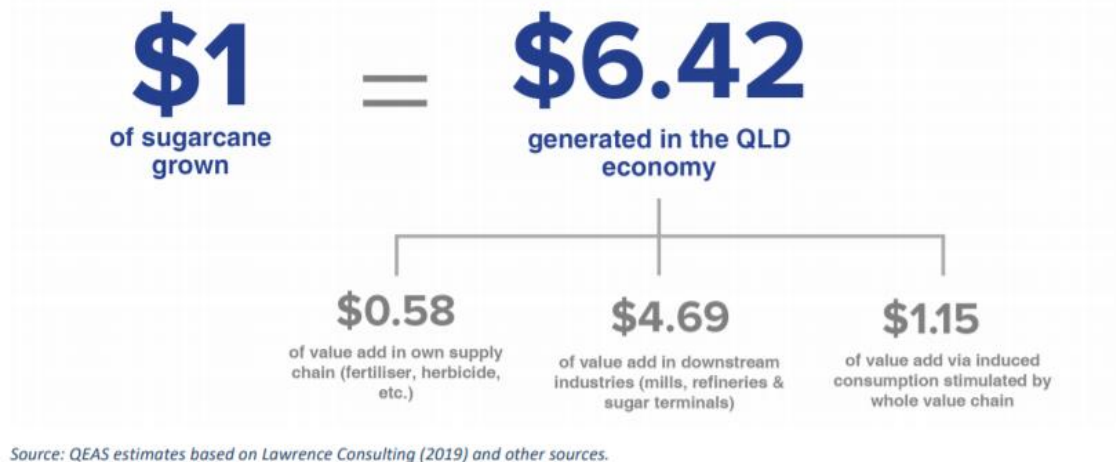 $1 = $6.42
of sugarcane
grown
generated in the QLD
economy
$0.58
of value add in own supply
chain (fertiliser, herbicide,
etc.)
$4.69
of value add in downstream
industries (mills, refineries &
sugar terminals)
$1.15
of value add via induced
consumption stimulated by
whole value chain
Source: QEAS estimates based on Lawrence Consulting (2019) and other sources.